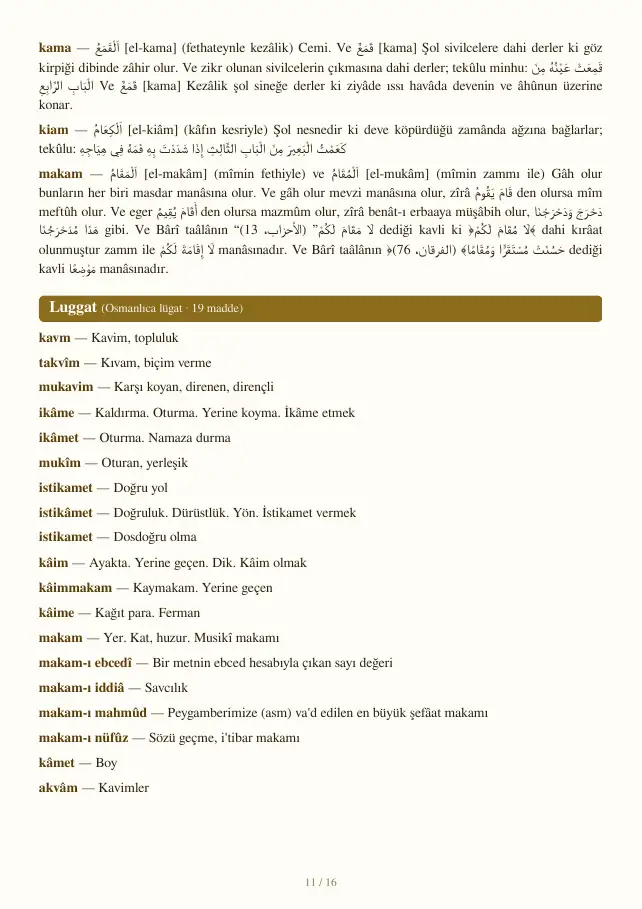 kama — اَلْقَمَعُ [el-kama] (fethateynle kezâlik) Cemi. Ve قَمَعٌ [kama] Şol sivilcelere dahi derler ki göz
kirpiği dibinde zâhir olur. Ve zikr olunan sivilcelerin çıkmasına dahi derler; tekûlu minhu: قَمِعَتْ عَيْنُهُ مِنَ
الْبَابِ الرَّابِعِ Ve قَمَعٌ [kama] Kezâlik şol sineğe derler ki ziyâde ıssı havâda devenin ve âhûnun üzerine
konar.
kiam — اَلْكِعَامُ [el-kiâm] (kâfın kesriyle) Şol nesnedir ki deve köpürdüğü zamânda ağzına bağlarlar;
tekûlu: كَعَمْتُ الْبَعِيرَ مِنَ الْبَابِ الثَّالِثِ إِذَا شَدَدْتَ بِهِ فَمَهُ فِي هِيَاجِهِ
makam — اَلْمَقَامُ [el-makâm] (mîmin fethiyle) ve اَلْمُقَامُ [el-mukâm] (mîmin zammı ile) Gâh olur
bunların her biri masdar manâsına olur. Ve gâh olur mevzi manâsına olur, zîrâ قَامَ يَقُومُ den olursa mîm
meftûh olur. Ve eger أَقَامَ يُقِيمُ den olursa mazmûm olur, zîrâ benât-ı erbaaya müşâbih olur, دَحْرَجَ وَدَحْرَجْنَا
هَذَا مُدَحْرَجُنَا gibi. Ve Bârî taâlânın “لَا مَقَامَ لَكُمْ” (الأحزاب، 13) dediği kavli ki ﴿لَا مُقَامَ لَكُمْ﴾ dahi kırâat
olunmuştur zamm ile لَا إِقَامَةَ لَكُمْ manâsınadır. Ve Bârî taâlânın ﴿حَسُنَتْ مُسْتَقَرًّا وَمُقَامًا﴾ (الفرقان، 76) dediği
kavli مَوْضِعًا manâsınadır.
Luggat (Osmanlıca lügat · 19 madde)
kavm — Kavim, topluluk
takvîm — Kıvam, biçim verme
mukavim — Karşı koyan, direnen, dirençli
ikâme — Kaldırma. Oturma. Yerine koyma. İkâme etmek
ikâmet — Oturma. Namaza durma
mukîm — Oturan, yerleşik
istikamet — Doğru yol
istikâmet — Doğruluk. Dürüstlük. Yön. İstikamet vermek
istikamet — Dosdoğru olma
kâim — Ayakta. Yerine geçen. Dik. Kâim olmak
kâimmakam — Kaymakam. Yerine geçen
kâime — Kağıt para. Ferman
makam — Yer. Kat, huzur. Musikî makamı
makam-ı ebcedî — Bir metnin ebced hesabıyla çıkan sayı değeri
makam-ı iddiâ — Savcılık
makam-ı mahmûd — Peygamberimize (asm) va'd edilen en büyük şefâat makamı
makam-ı nüfûz — Sözü geçme, i'tibar makamı
kâmet — Boy
akvâm — Kavimler
11 / 16